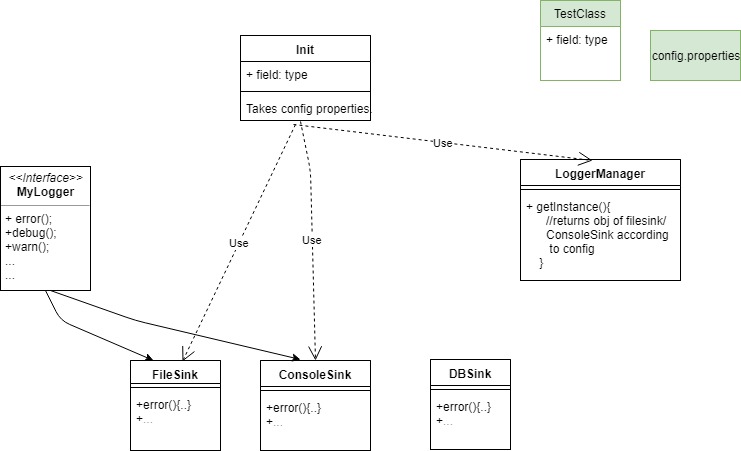 TestClass
+ field: type
config.properties
Init
+ field: type
Takes config properties.
Use
<<Interface>>
MyLogger
+ error();
+debug();
+warn();
...
...
LoggerManager
+ getInstance(){
//returns obj of filesink/
ConsoleSink according
to config
}
Use
Use
FileSink
+error(){..}
+...
ConsoleSink
+error(){..}
+...
DBSink
+error(){..}
+...